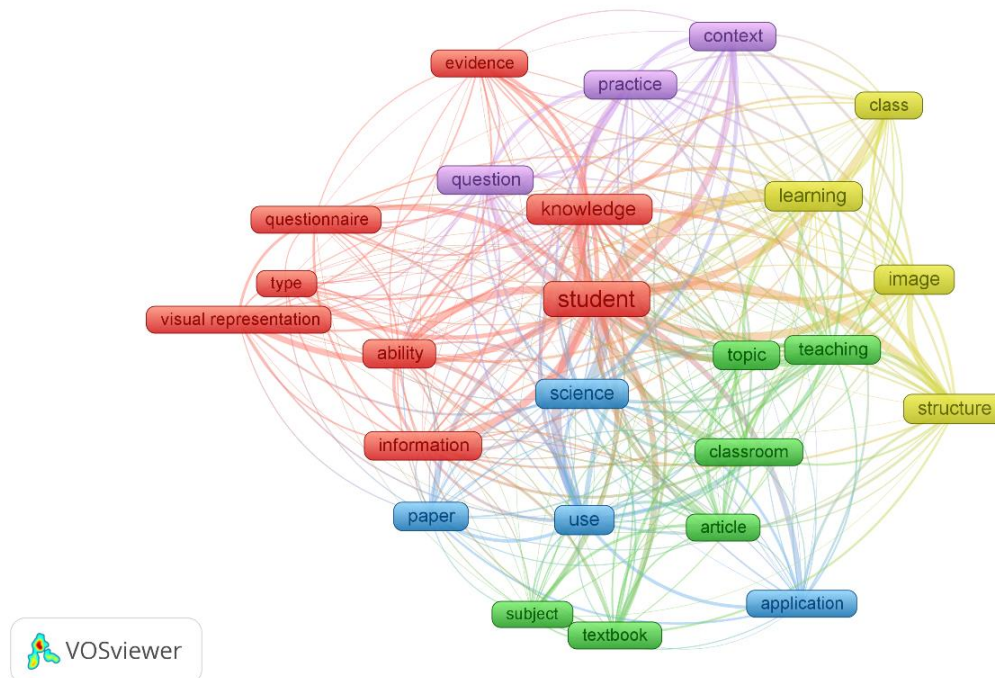 context
evidence
practice
class
question
learning
knowledge
questionnaire
image
type
student
visual representation
ability
topic
teaching
science
structure
information
classroom
paper
use
article
application
subject
textbook
VOSviewer